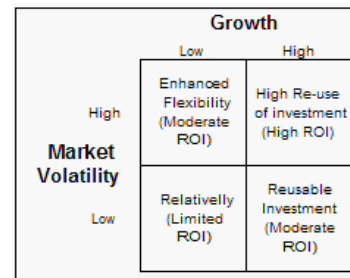 Growth
Low High
High
Enhanced
Flexibility
(Moderate
ROI)
High Re-use
of investment
(High ROI)
Market
Volatility
Low
Relativelly
(Limited
ROI)
Reusable
Investment
(Moderate
ROI)